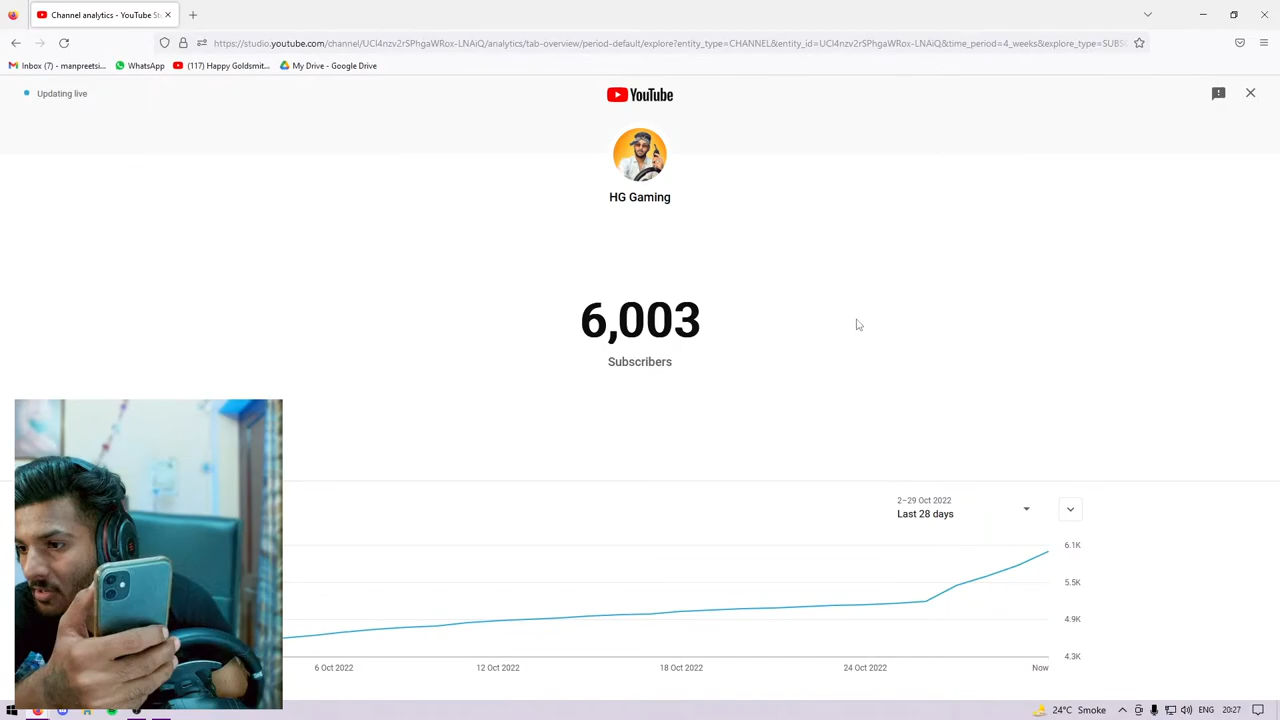 Channel analytics - YouTube St
https://studio.youtube.com/channel/UCI4nzv2rSPhgaWRox-LNAiQ/analytics/tab-overview/period-default/explore?entity_type=CHANNEL&entity_id=UCI4nzv2rSPhgaWRox-LNAiQ&time_period=4_weeks&explore_type=SUBS
Inbox (7) - manpreetsi... WhatsApp (117) Happy Goldsmit... My Drive - Google Drive
Updating live
YouTube
HG Gaming
6,003
Subscribers
2–29 Oct 2022
Last 28 days
6.1K
5.5K
4.9K
4.3K
6 Oct 2022 12 Oct 2022 18 Oct 2022 24 Oct 2022 Now
24°C Smoke ENG 20:27